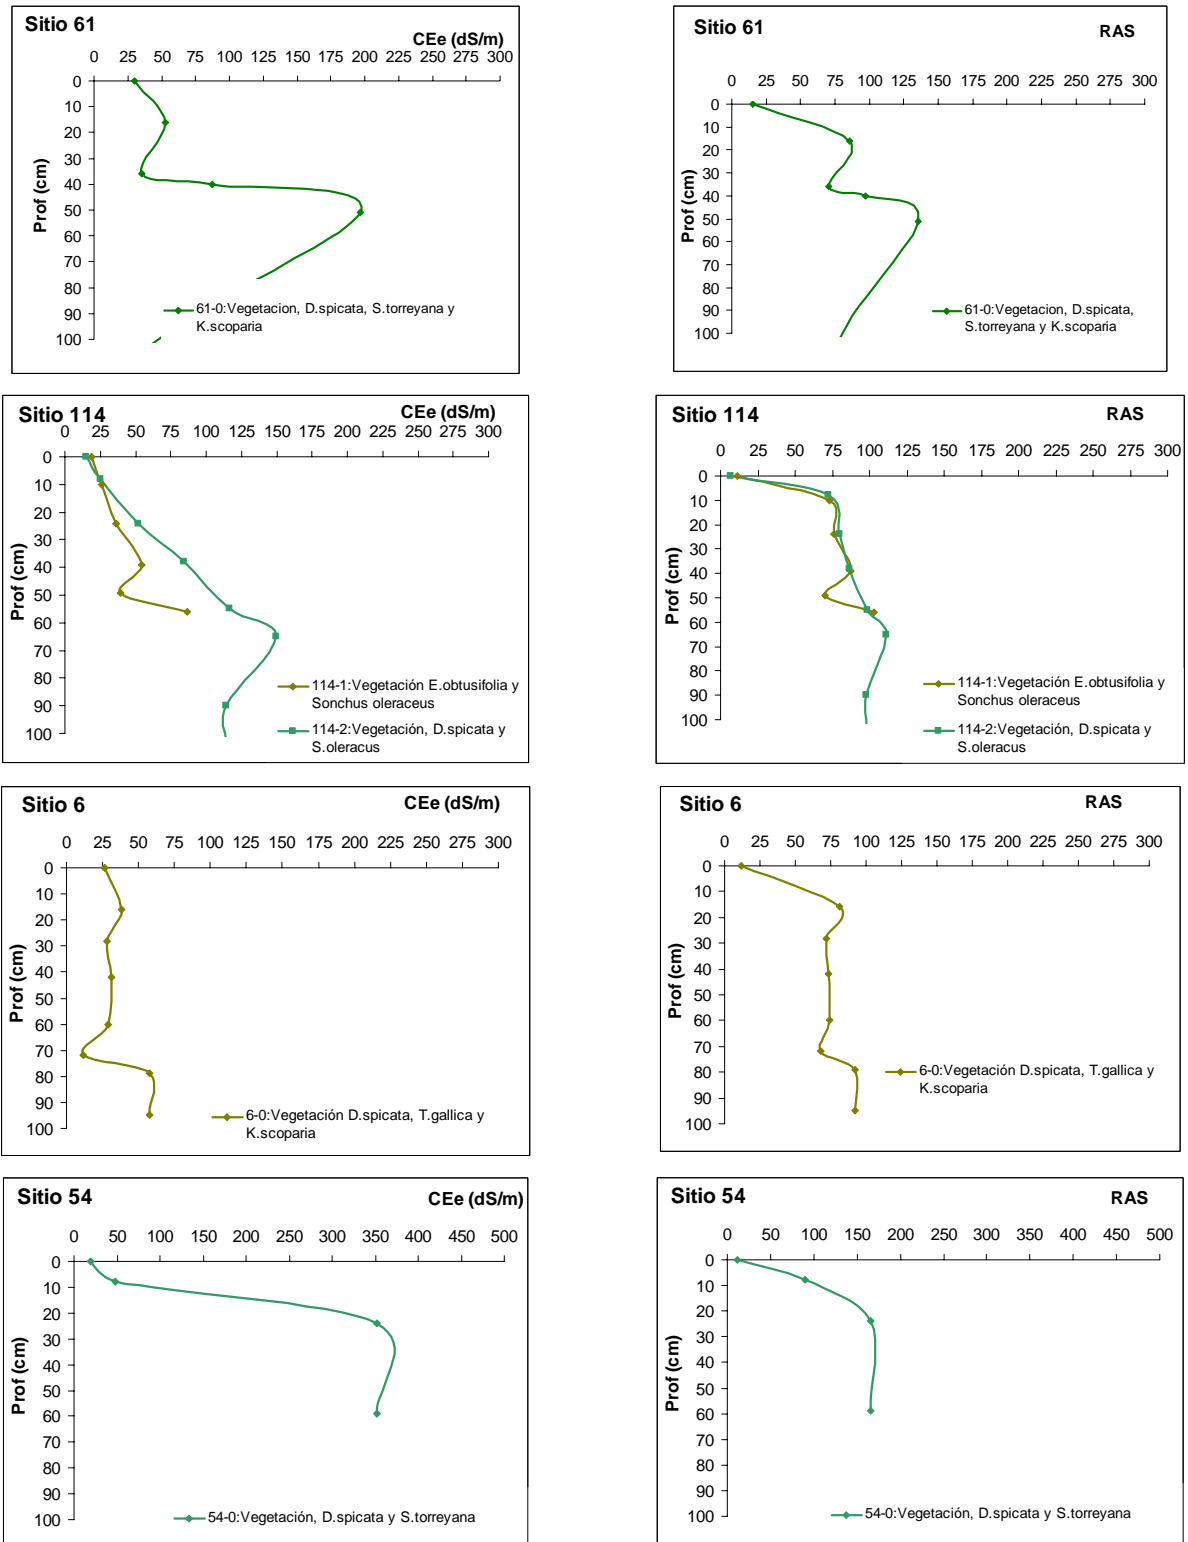 Sitio 61
CEe (dS/m)
0 25 50 75 100 125 150 175 200 225 250 275 300
Prof (cm)
0
10
20
30
40
50
60
70
80
90
100
61-0:Vegetacion, D.spicata, S.torreyana y
K.scoparia
Sitio 61
RAS
0 25 50 75 100 125 150 175 200 225 250 275 300
Prof (cm)
0
10
20
30
40
50
60
70
80
90
100
61-0:Vegetacion, D.spicata,
S.torreyana y K.scoparia
Sitio 114
CEe (dS/m)
0 25 50 75 100 125 150 175 200 225 250 275 300
Prof (cm)
0
10
20
30
40
50
60
70
80
90
100
114-1:Vegetación E.obtusifolia y
Sonchus oleraceus
114-2:Vegetación, D.spicata y
S.oleracus
Sitio 114
RAS
0 25 50 75 100 125 150 175 200 225 250 275 300
Prof (cm)
0
10
20
30
40
50
60
70
80
90
100
114-1:Vegetación E.obtusifolia y
Sonchus oleraceus
114-2:Vegetación, D.spicata y
S.oleracus
Sitio 6
CEe (dS/m)
0 25 50 75 100 125 150 175 200 225 250 275 300
Prof (cm)
0
10
20
30
40
50
60
70
80
90
100
6-0:Vegetación D.spicata, T.gallica y
K.scoparia
Sitio 6
RAS
0 25 50 75 100 125 150 175 200 225 250 275 300
Prof (cm)
0
10
20
30
40
50
60
70
80
90
100
6-0:Vegetación D.spicata, T.gallica y
K.scoparia
Sitio 54
CEe (dS/m)
0 50 100 150 200 250 300 350 400 450 500
Prof (cm)
0
10
20
30
40
50
60
70
80
90
100
54-0:Vegetación, D.spicata y S.torreyana
Sitio 54
RAS
0 50 100 150 200 250 300 350 400 450 500
Prof (cm)
0
10
20
30
40
50
60
70
80
90
100
54-0:Vegetación, D.spicata y S.torreyana